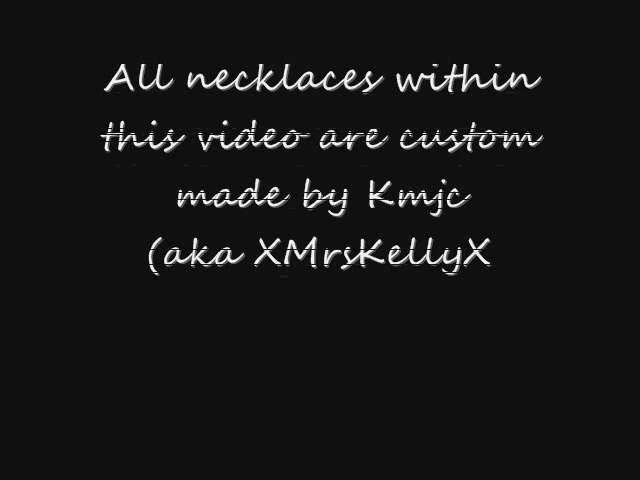 All necklaces within
this video are custom
made by Kmjc
(aka XMrsKellyX